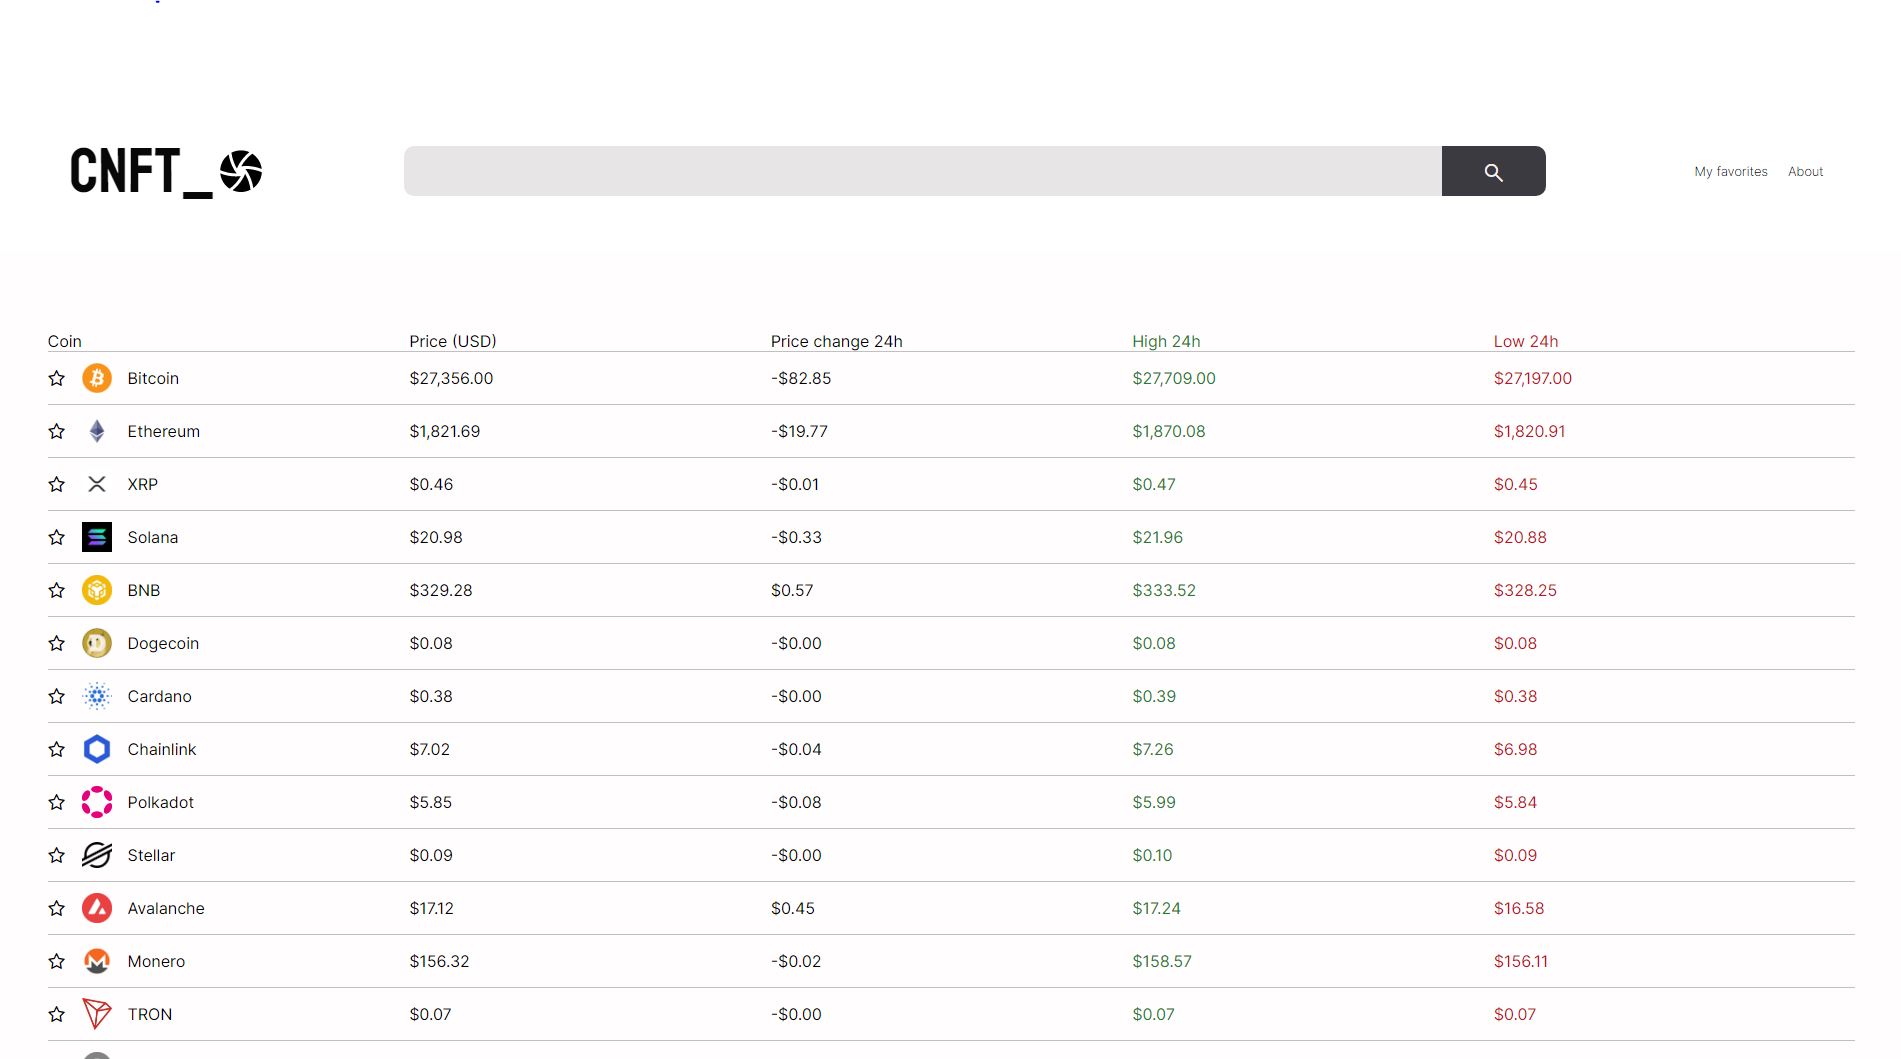 CNFT_
My favorites About
Coin Price (USD) Price change 24h High 24h Low 24h
Bitcoin $27,356.00 -$82.85 $27,709.00 $27,197.00
Ethereum $1,821.69 -$19.77 $1,870.08 $1,820.91
XRP $0.46 -$0.01 $0.47 $0.45
Solana $20.98 -$0.33 $21.96 $20.88
BNB $329.28 $0.57 $333.52 $328.25
Dogecoin $0.08 -$0.00 $0.08 $0.08
Cardano $0.38 -$0.00 $0.39 $0.38
Chainlink $7.02 -$0.04 $7.26 $6.98
Polkadot $5.85 -$0.08 $5.99 $5.84
Stellar $0.09 -$0.00 $0.10 $0.09
Avalanche $17.12 $0.45 $17.24 $16.58
Monero $156.32 -$0.02 $158.57 $156.11
TRON $0.07 -$0.00 $0.07 $0.07